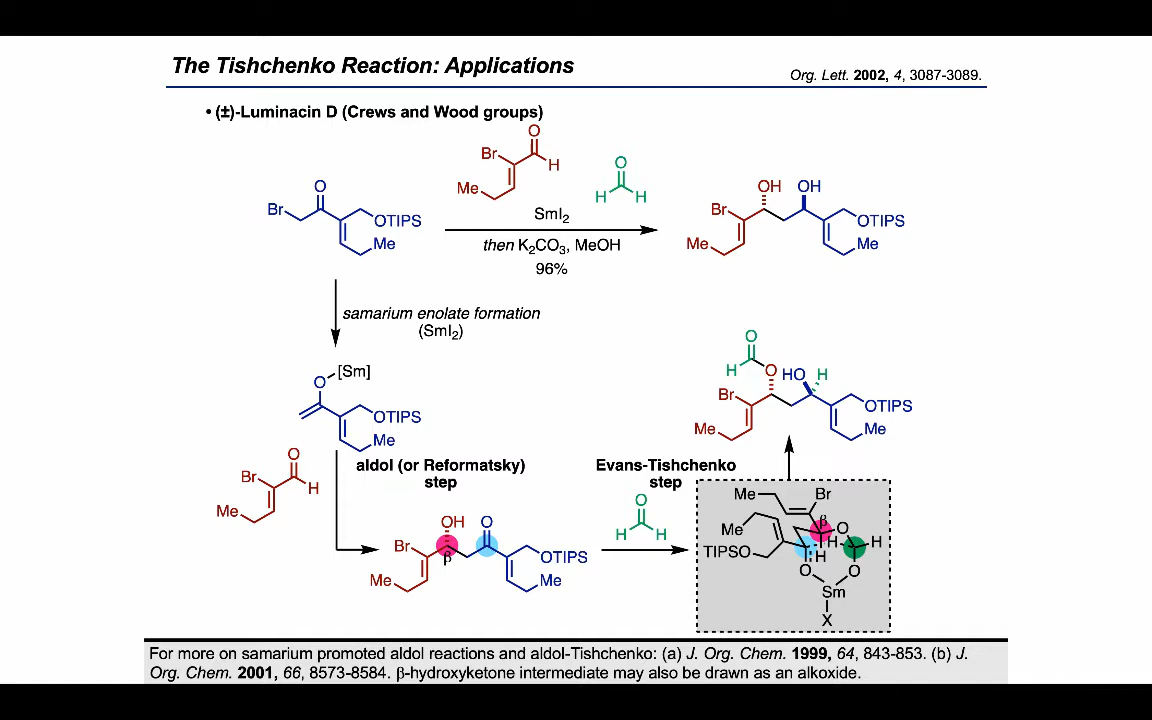 The Tishchenko Reaction: Applications
Org. Lett. 2002, 4, 3087-3089.
• (±)-Luminacin D (Crews and Wood groups)
O
Br
H
Me
O
H H
O
Br
OTIPS
Me
SmI₂
then K₂CO₃, MeOH
96%
OH OH
Br
OTIPS
Me
Me
samarium enolate formation
(SmI₂)
O [Sm]
OTIPS
Me
O
Br
H
Me
aldol (or Reformatsky)
step
OH O
Br
β
OTIPS
Me
Me
Evans-Tishchenko
step
O
H H
O
H O HO H
Br
OTIPS
Me
Me
Me Br
β
Me O
H H
TIPSO H
O O
Sm
X
For more on samarium promoted aldol reactions and aldol-Tishchenko: (a) J. Org. Chem. 1999, 64, 843-853. (b) J.
Org. Chem. 2001, 66, 8573-8584. β-hydroxyketone intermediate may also be drawn as an alkoxide.